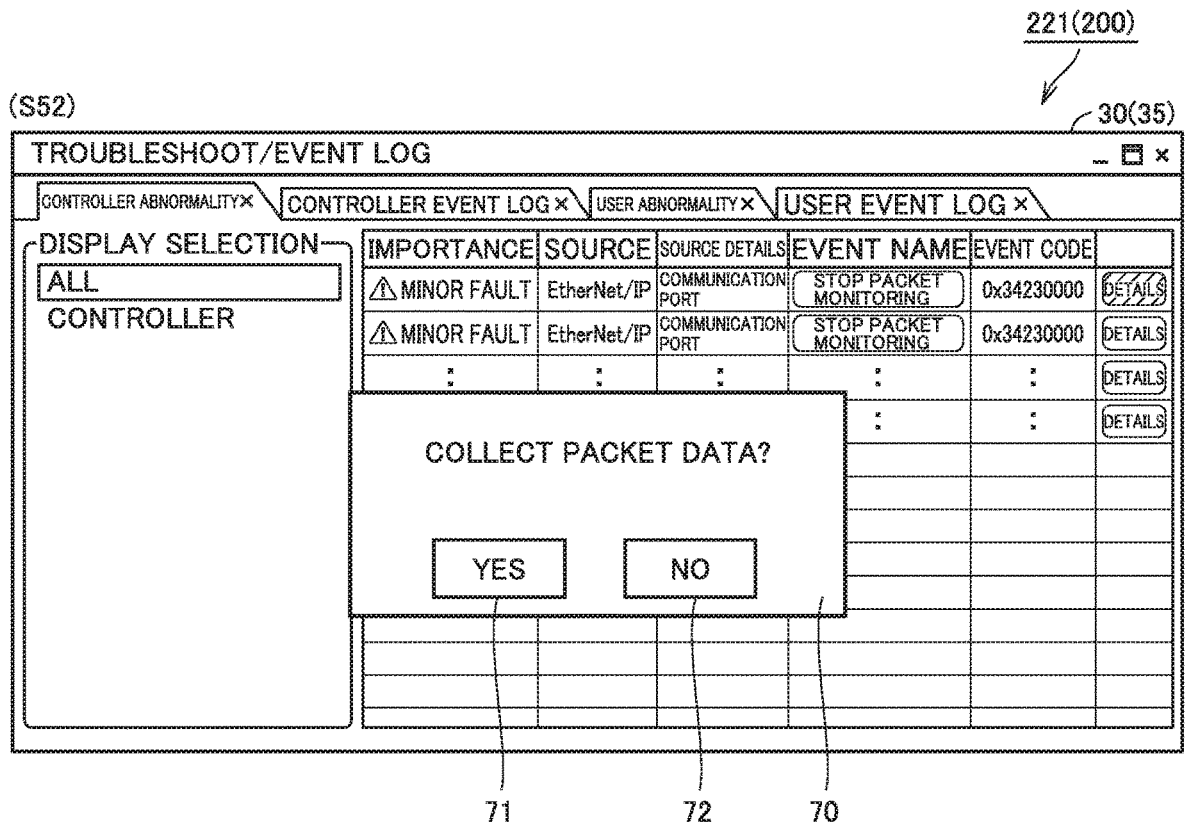 221(200)
(S52)
30(35)
TROUBLESHOOT/EVENT LOG
CONTROLLER ABNORMALITY× CONTROLLER EVENT LOG × USER ABNORMALITY × USER EVENT LOG ×
DISPLAY SELECTION
ALL
CONTROLLER
IMPORTANCE SOURCE SOURCE DETAILS EVENT NAME EVENT CODE
MINOR FAULT EtherNet/IP COMMUNICATION PORT STOP PACKET MONITORING 0x34230000 DETAILS
MINOR FAULT EtherNet/IP COMMUNICATION PORT STOP PACKET MONITORING 0x34230000 DETAILS
: : : : : DETAILS
: : DETAILS
COLLECT PACKET DATA?
YES NO
71 72 70